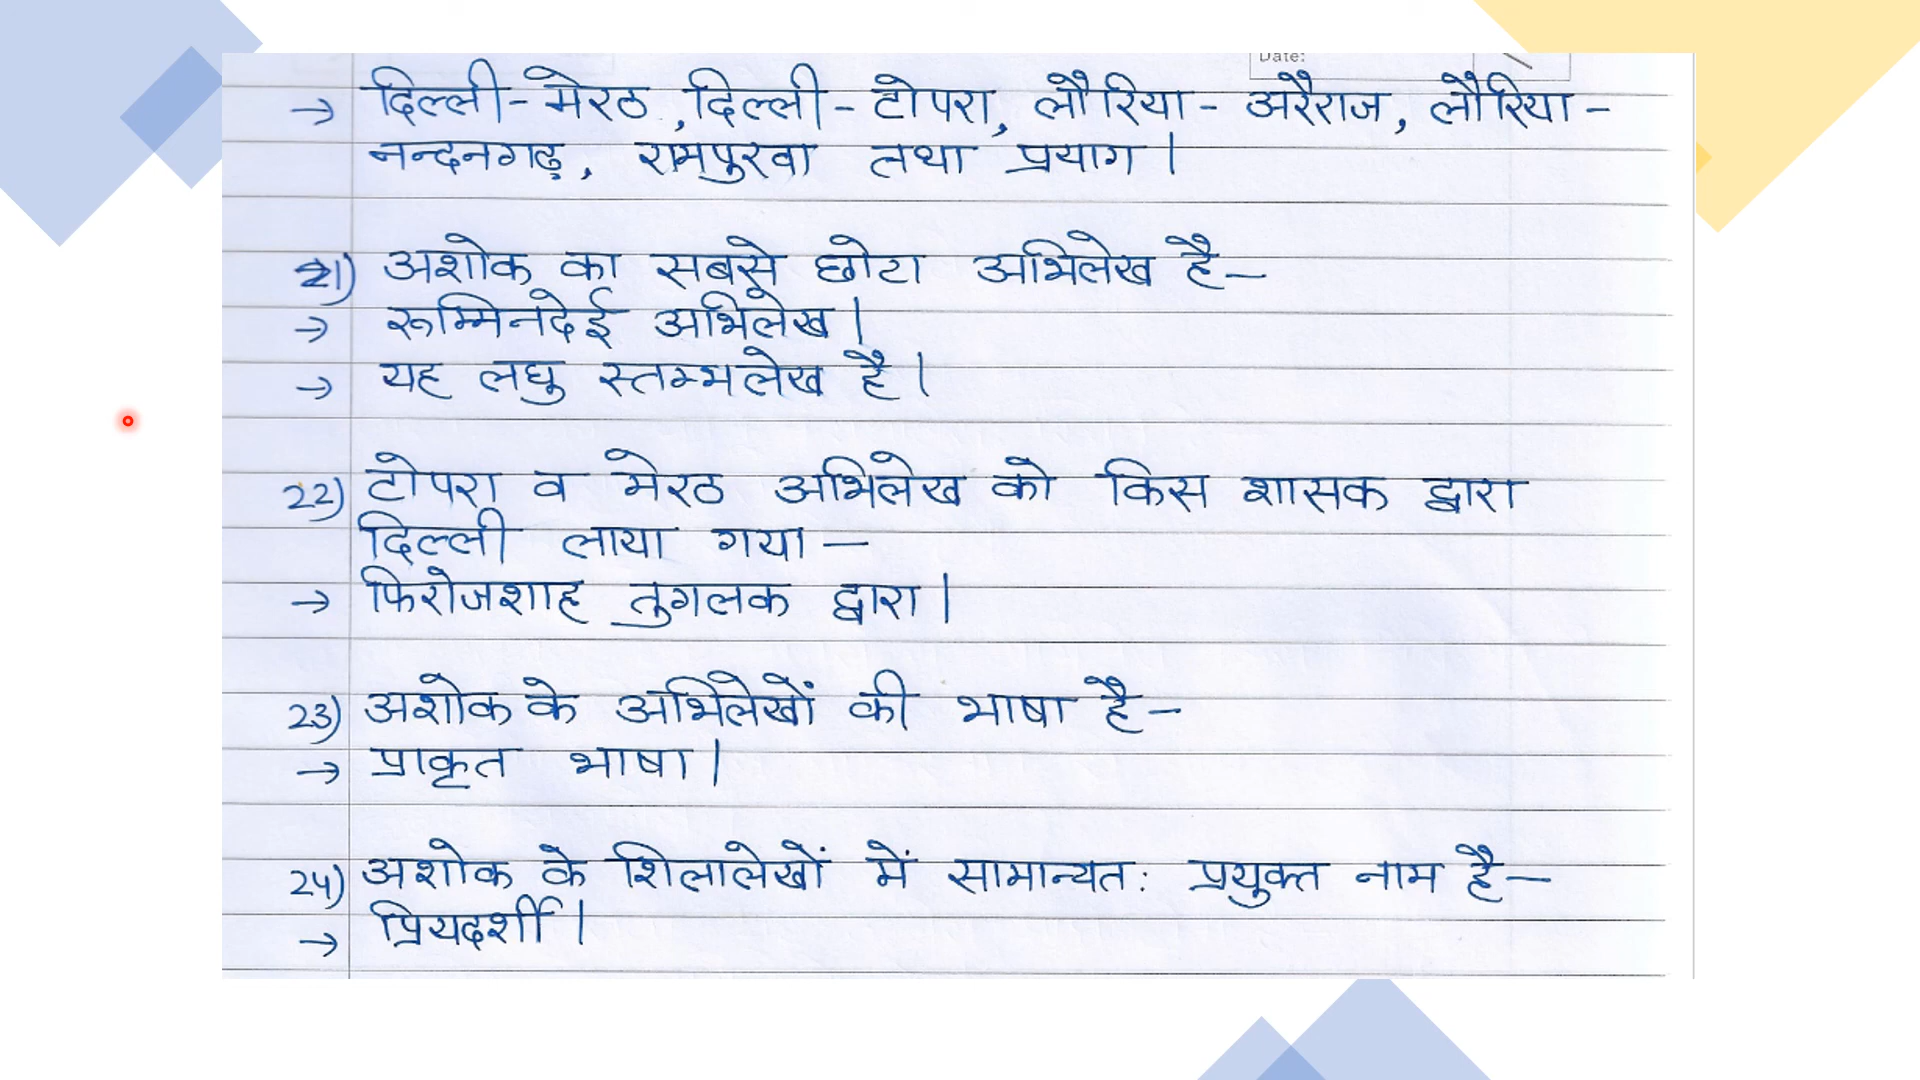 Date:
→ दिल्ली - मेरठ, दिल्ली - टोपरा, लौरिया - अरैराज, लौरिया -
नन्दनगढ़, रामपुरवा तथा प्रयाग।
21) अशोक का सबसे छोटा अभिलेख है –
→ रूम्मिनदेई अभिलेख।
→ यह लघु स्तम्भलेख है।
22) टोपरा व मेरठ अभिलेख को किस शासक द्वारा
दिल्ली लाया गया –
→ फिरोजशाह तुगलक द्वारा।
23) अशोक के अभिलेखों की भाषा है –
→ प्राकृत भाषा।
24) अशोक के शिलालेखों में सामान्यत: प्रयुक्त नाम है –
→ प्रियदर्शी।